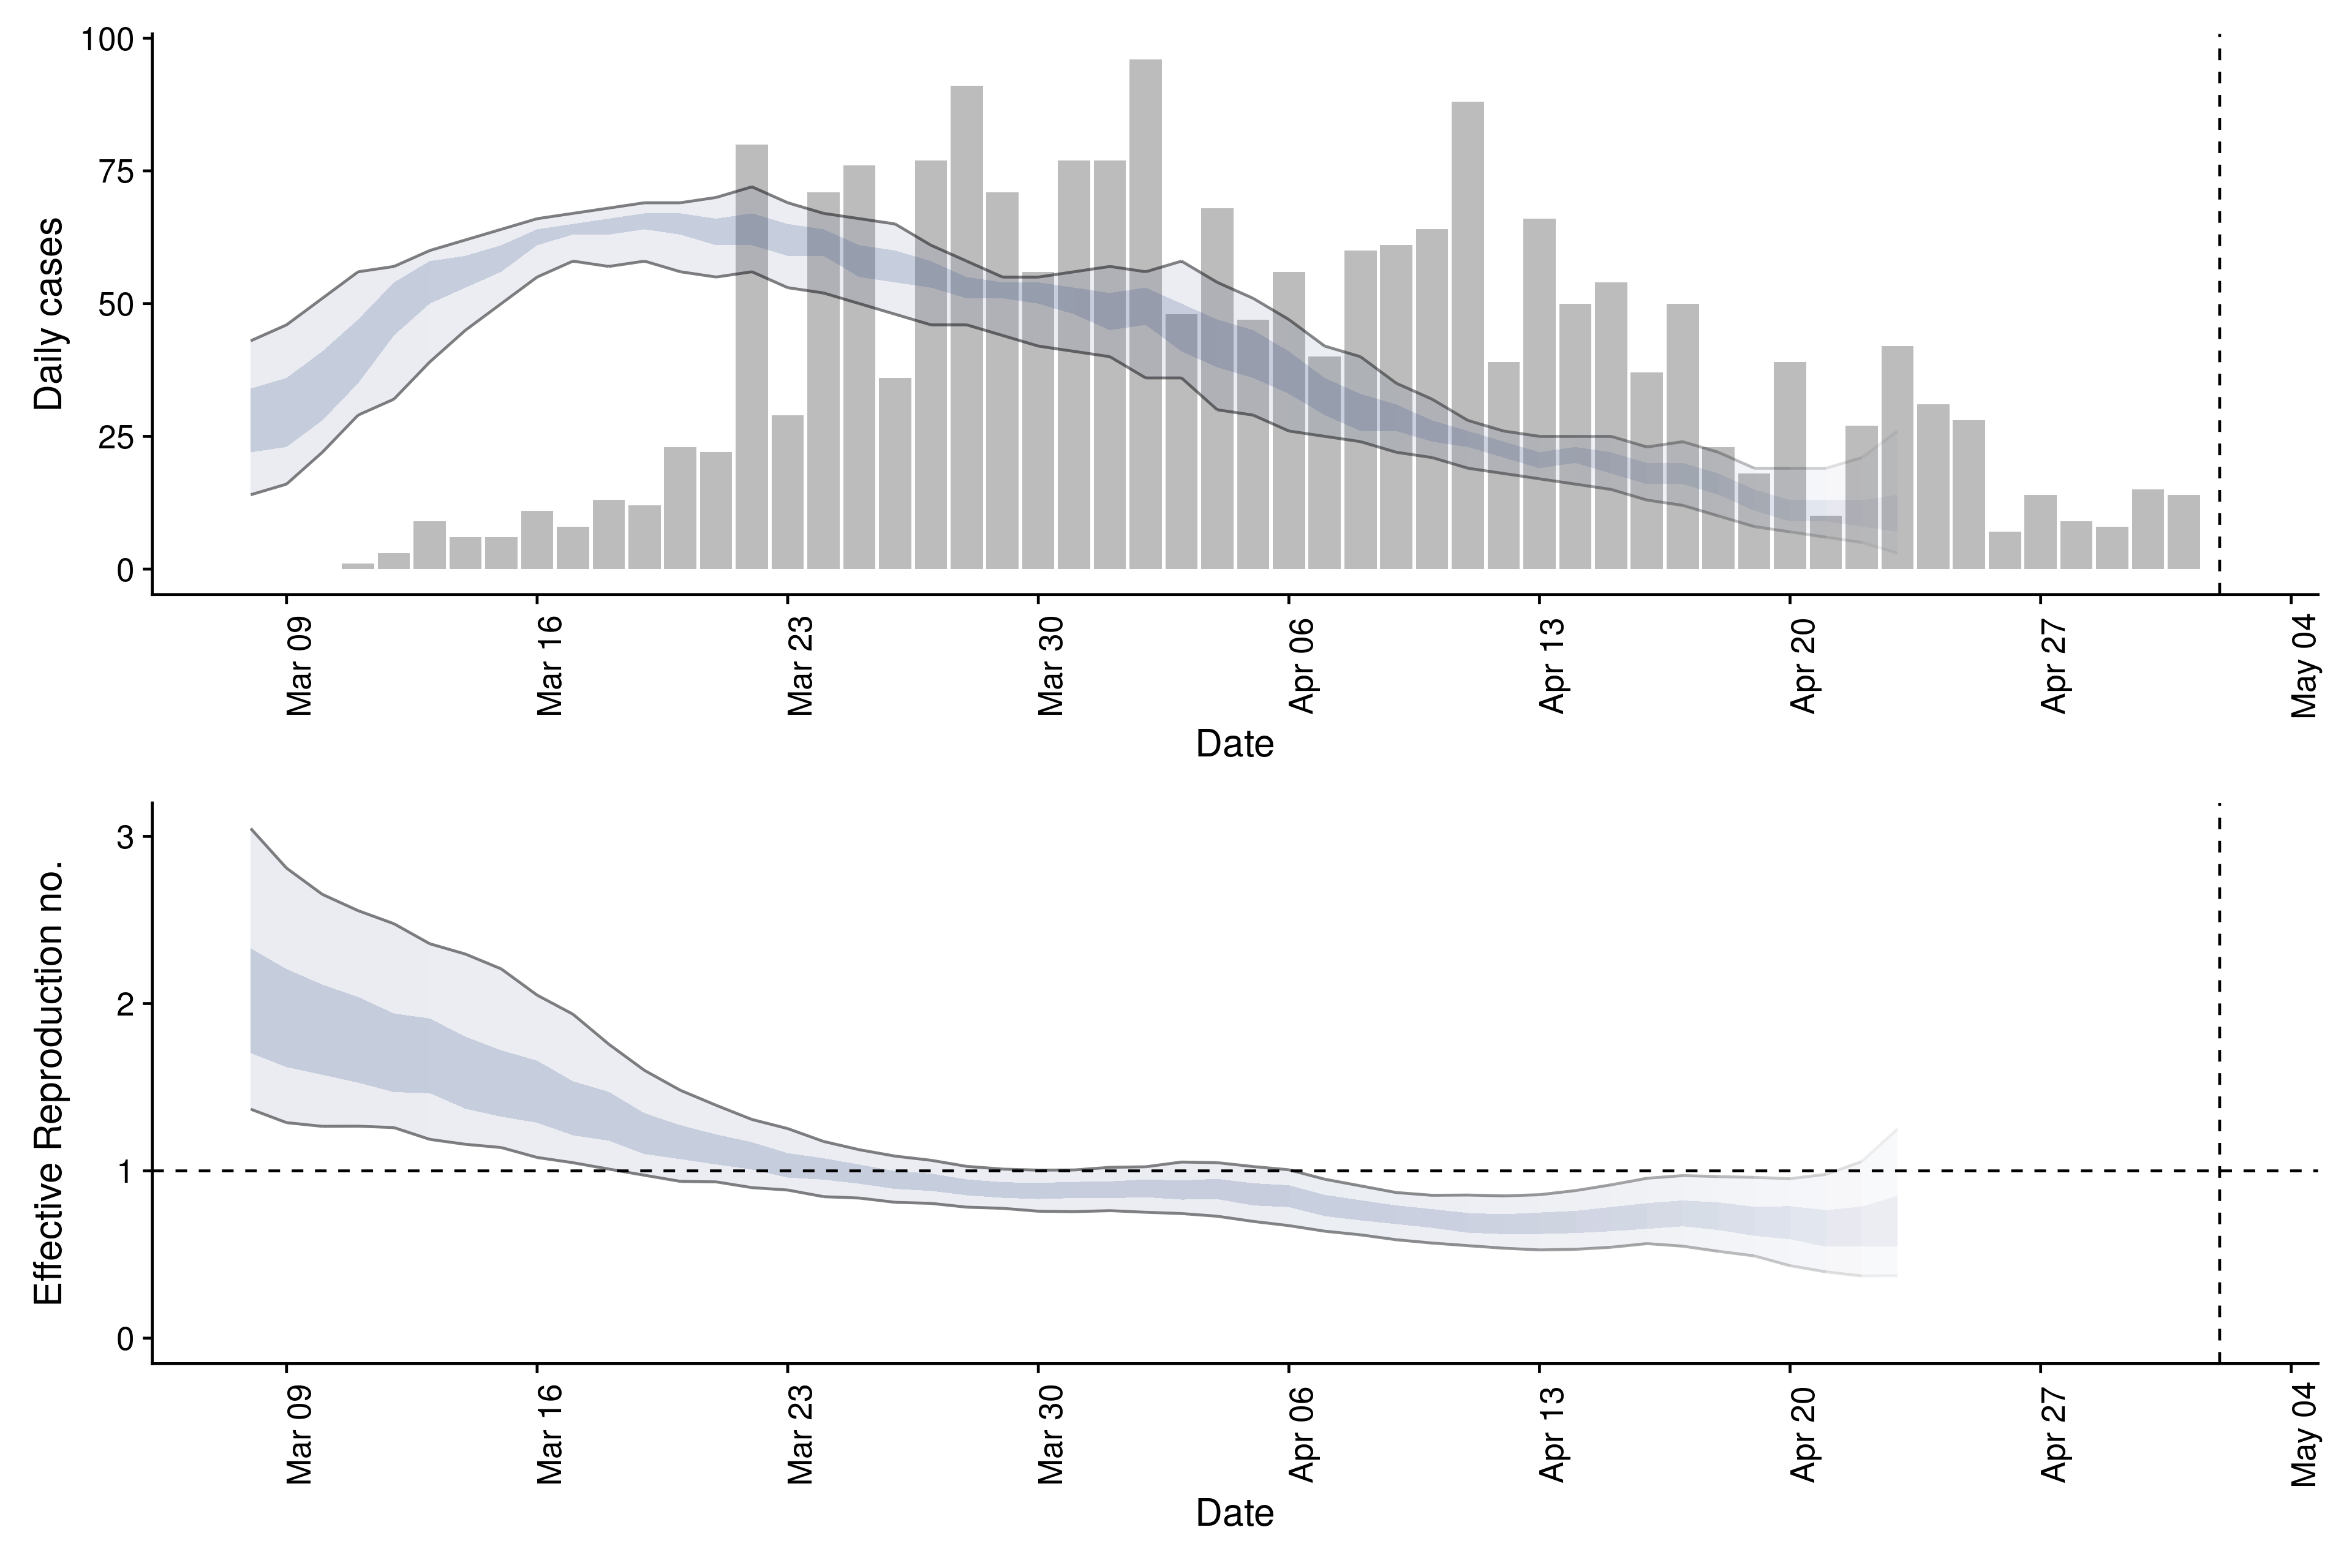 Daily cases
100
75
50
25
0
Mar 09
Mar 16
Mar 23
Mar 30
Apr 06
Apr 13
Apr 20
Apr 27
May 04
Date
Effective Reproduction no.
3
2
1
0
Mar 09
Mar 16
Mar 23
Mar 30
Apr 06
Apr 13
Apr 20
Apr 27
May 04
Date